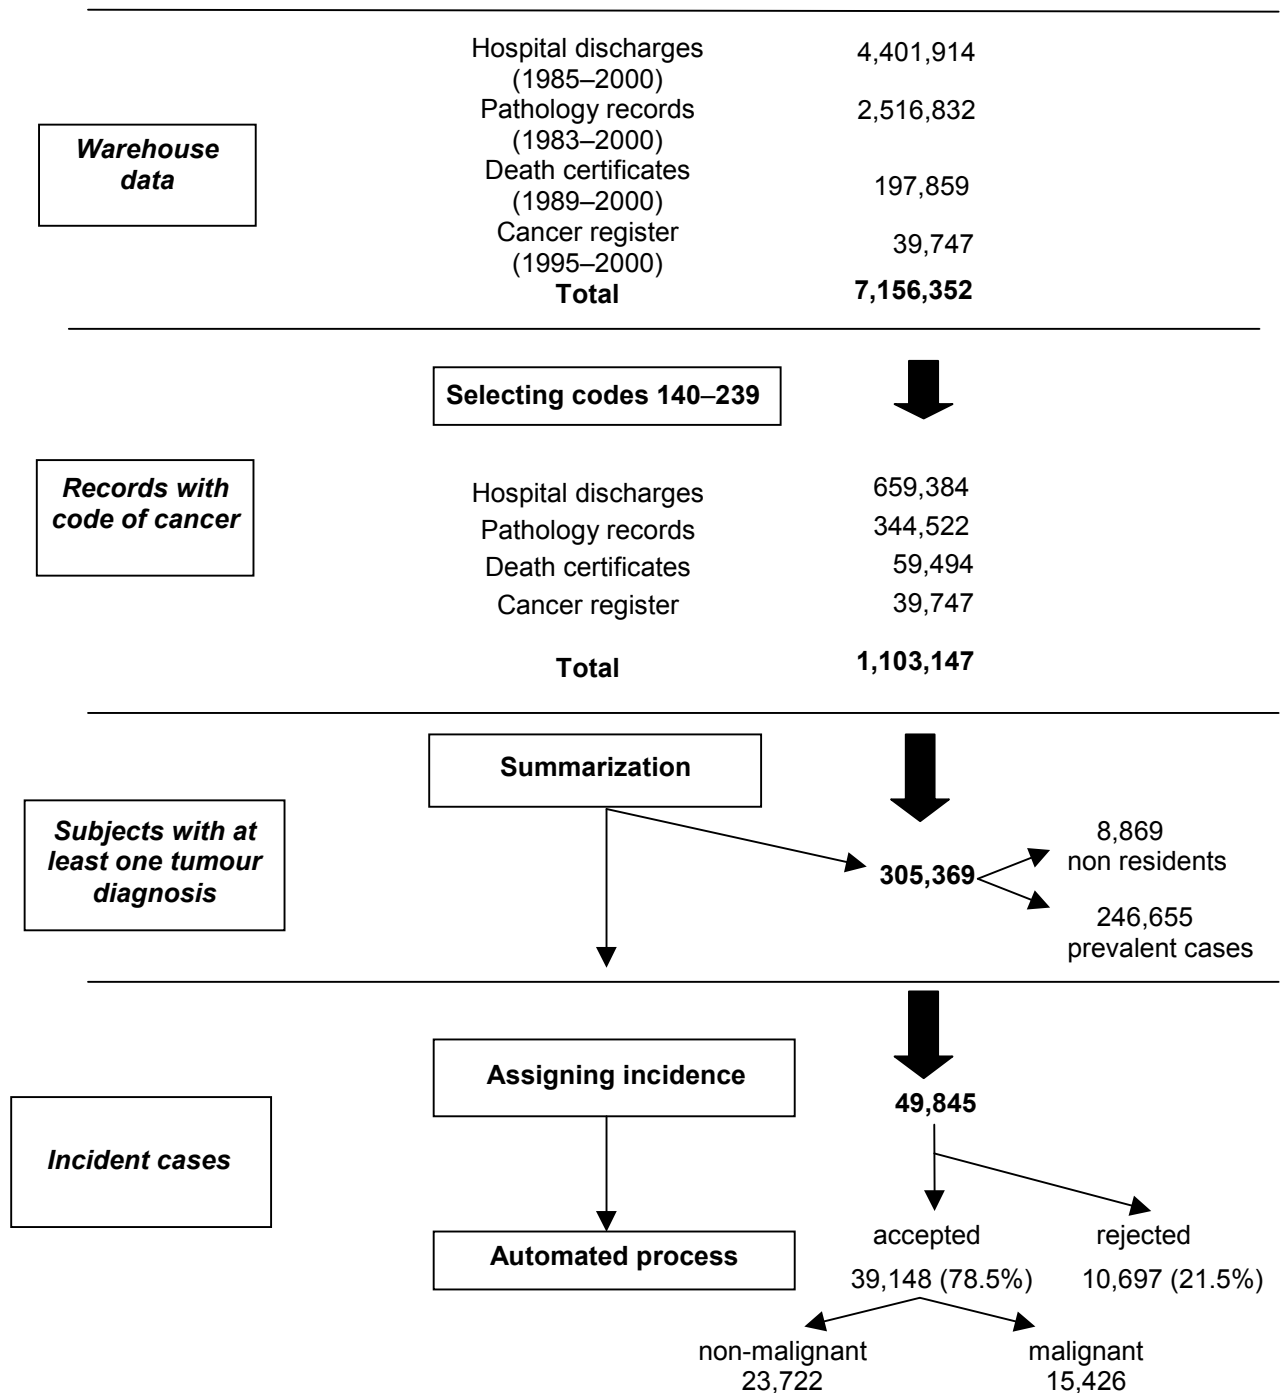 Warehouse
data
Hospital discharges 4,401,914
(1985–2000)
Pathology records 2,516,832
(1983–2000)
Death certificates 197,859
(1989–2000)
Cancer register 39,747
(1995–2000)
Total 7,156,352
Selecting codes 140–239
Records with
code of cancer
Hospital discharges 659,384
Pathology records 344,522
Death certificates 59,494
Cancer register 39,747
Total 1,103,147
Summarization
Subjects with at
least one tumour
diagnosis
305,369
8,869
non residents
246,655
prevalent cases
Assigning incidence
49,845
Incident cases
Automated process
accepted rejected
39,148 (78.5%) 10,697 (21.5%)
non-malignant malignant
23,722 15,426